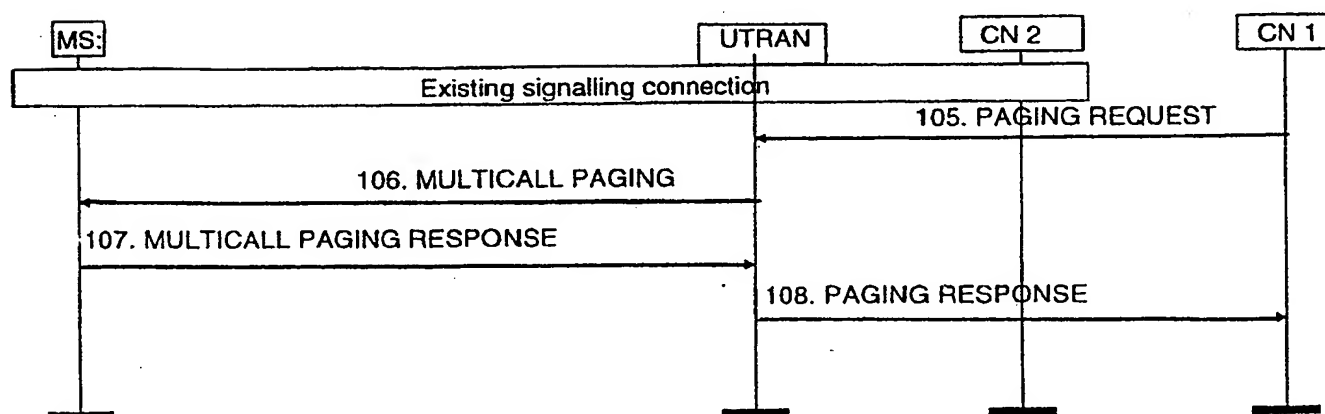 MS:
UTRAN
CN 2
CN 1
Existing signalling connection
105. PAGING REQUEST
106. MULTICALL PAGING
107. MULTICALL PAGING RESPONSE
108. PAGING RESPONSE